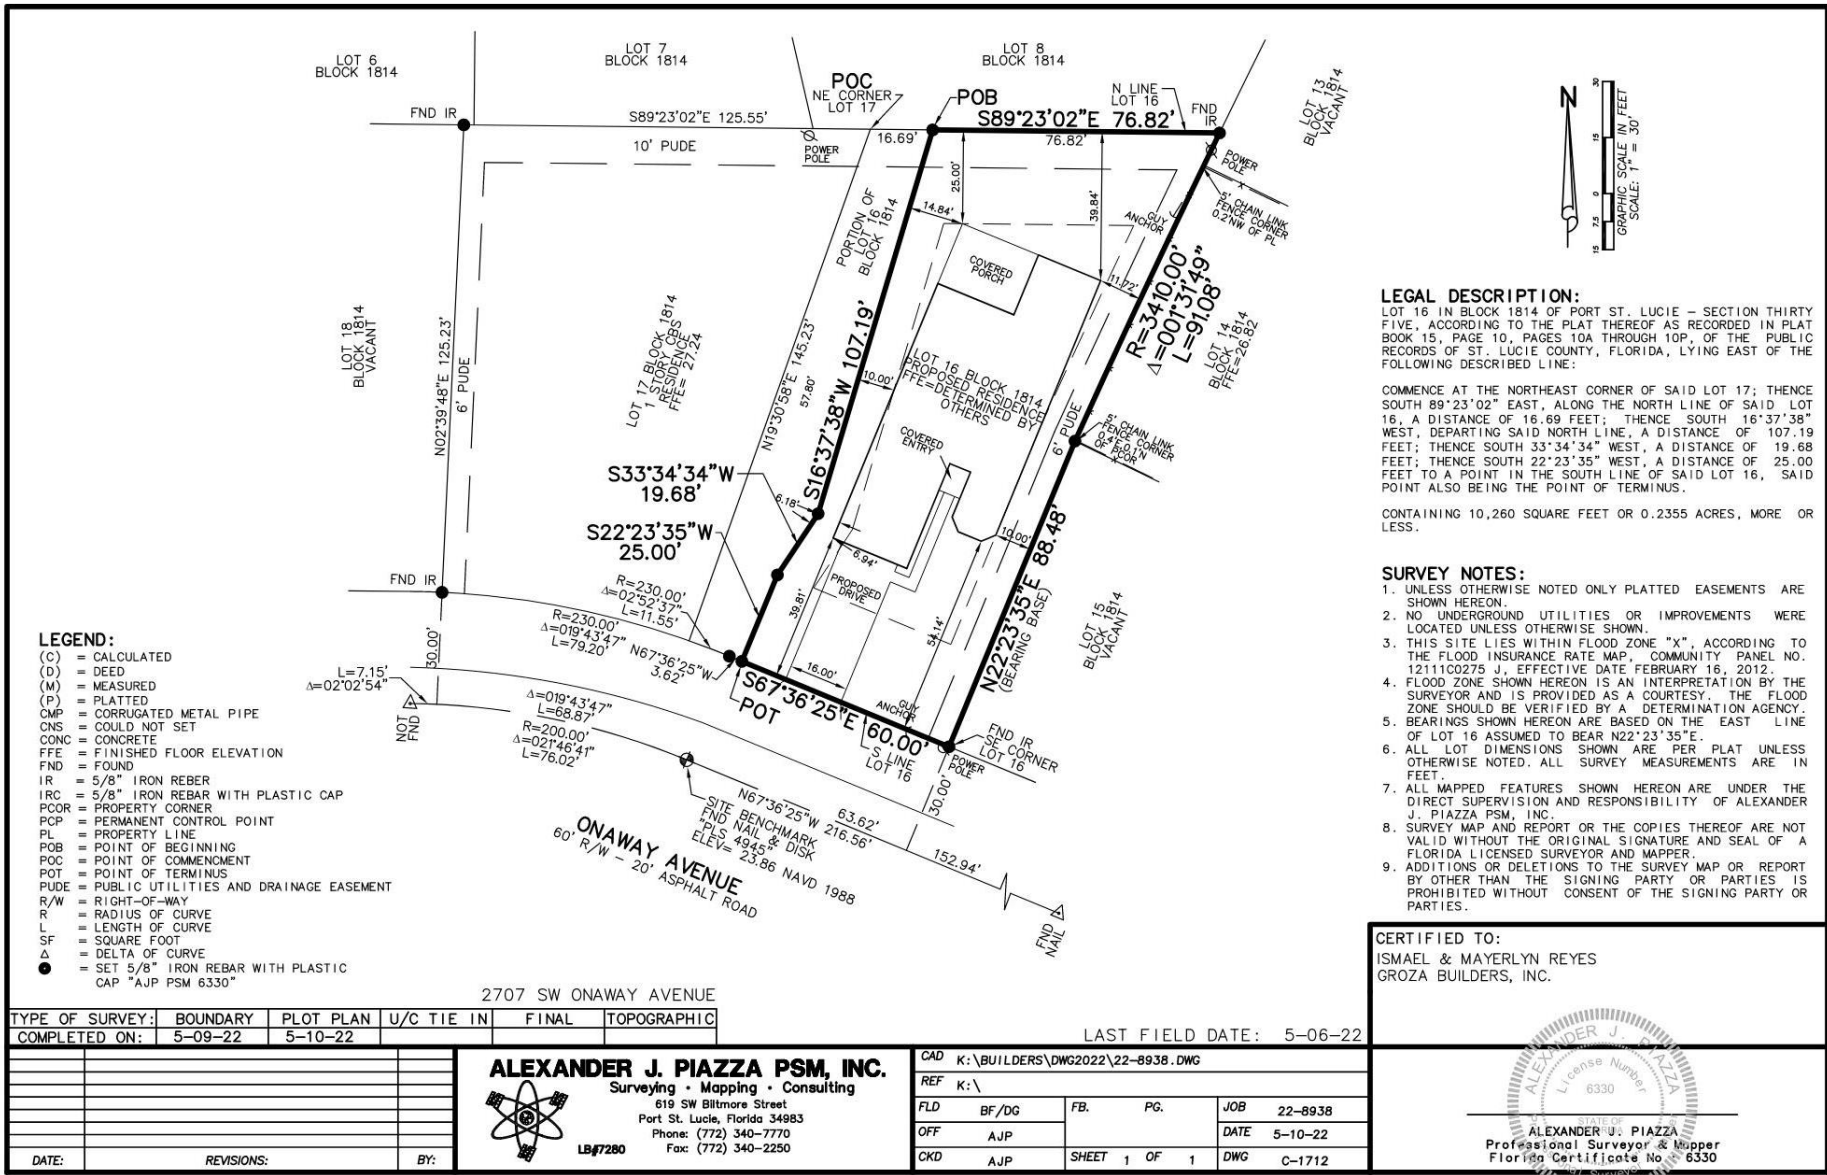 LOT 6
BLOCK 1814
LOT 7
BLOCK 1814
LOT 8
BLOCK 1814
LOT 13
BLOCK 1814
VACANT
POC
NE CORNER
LOT 17
POB
N LINE
LOT 16
FND
IR
FND IR
S89°23'02"E 125.55'
16.69'
S89°23'02"E 76.82'
76.82'
10' PUDE
POWER
POLE
POWER
POLE
5' CHAIN LINK
FENCE CORNER
0.2'NW OF PL
GUY
ANCHOR
25.00'
39.84'
14.84'
11.72'
COVERED
PORCH
PORTION OF
LOT 16
BLOCK 1814
R=3410.00'
Δ=001°31'49"
L=91.08'
LOT 14
BLOCK 1814
FFE=26.82
LOT 18
BLOCK 1814
VACANT
N02°39'48"E 125.23'
6' PUDE
LOT 17 BLOCK 1814
1 STORY CBS
RESIDENCE
FFE= 27.24
N19°30'58"E 145.23'
57.80'
S16°37'38"W 107.19'
10.00'
LOT 16 BLOCK 1814
PROPOSED RESIDENCE
FFE=DETERMINED BY
OTHERS
COVERED
ENTRY
6' PUDE
5' CHAIN LINK
FENCE CORNER
0.4'E,0.1'N
OF PCOR
S33°34'34"W
19.68'
6.18'
S22°23'35"W
25.00'
6.94'
10.00'
PROPOSED
DRIVE
39.81'
54.14'
16.00'
N22°23'35"E 88.48'
(BEARING BASE)
LOT 15
BLOCK 1814
VACANT
FND IR
R=230.00'
Δ=02°52'37"
L=11.55'
R=230.00'
Δ=019°43'47"
L=79.20'
N67°36'25"W
3.62'
30.00'
L=7.15'
Δ=02°02'54"
NOT
FND
Δ=019°43'47"
L=68.87'
R=200.00'
Δ=021°46'41"
L=76.02'
POT
S67°36'25"E 60.00'
GUY
ANCHOR
S LINE
LOT 16
POWER
POLE
FND IR
SE CORNER
LOT 16
30.00'
SITE BENCHMARK
FND NAIL & DISK
"PLS 4945"
ELEV= 23.86 NAVD 1988
N67°36'25"W 216.56'
63.62'
152.94'
FND
NAIL
ONAWAY AVENUE
60' R/W - 20' ASPHALT ROAD
N
30
15
0
7.5
15
GRAPHIC SCALE IN FEET
SCALE: 1" = 30'
LEGAL DESCRIPTION:
LOT 16 IN BLOCK 1814 OF PORT ST. LUCIE – SECTION THIRTY
FIVE, ACCORDING TO THE PLAT THEREOF AS RECORDED IN PLAT
BOOK 15, PAGE 10, PAGES 10A THROUGH 10P, OF THE PUBLIC
RECORDS OF ST. LUCIE COUNTY, FLORIDA, LYING EAST OF THE
FOLLOWING DESCRIBED LINE:
COMMENCE AT THE NORTHEAST CORNER OF SAID LOT 17; THENCE
SOUTH 89°23'02" EAST, ALONG THE NORTH LINE OF SAID LOT
16, A DISTANCE OF 16.69 FEET; THENCE SOUTH 16°37'38"
WEST, DEPARTING SAID NORTH LINE, A DISTANCE OF 107.19
FEET; THENCE SOUTH 33°34'34" WEST, A DISTANCE OF 19.68
FEET; THENCE SOUTH 22°23'35" WEST, A DISTANCE OF 25.00
FEET TO A POINT IN THE SOUTH LINE OF SAID LOT 16, SAID
POINT ALSO BEING THE POINT OF TERMINUS.
CONTAINING 10,260 SQUARE FEET OR 0.2355 ACRES, MORE OR
LESS.
SURVEY NOTES:
1. UNLESS OTHERWISE NOTED ONLY PLATTED EASEMENTS ARE
SHOWN HEREON.
2. NO UNDERGROUND UTILITIES OR IMPROVEMENTS WERE
LOCATED UNLESS OTHERWISE SHOWN.
3. THIS SITE LIES WITHIN FLOOD ZONE "X", ACCORDING TO
THE FLOOD INSURANCE RATE MAP, COMMUNITY PANEL NO.
12111C0275 J, EFFECTIVE DATE FEBRUARY 16, 2012.
4. FLOOD ZONE SHOWN HEREON IS AN INTERPRETATION BY THE
SURVEYOR AND IS PROVIDED AS A COURTESY. THE FLOOD
ZONE SHOULD BE VERIFIED BY A DETERMINATION AGENCY.
5. BEARINGS SHOWN HEREON ARE BASED ON THE EAST LINE
OF LOT 16 ASSUMED TO BEAR N22°23'35"E.
6. ALL LOT DIMENSIONS SHOWN ARE PER PLAT UNLESS
OTHERWISE NOTED. ALL SURVEY MEASUREMENTS ARE IN
FEET.
7. ALL MAPPED FEATURES SHOWN HEREON ARE UNDER THE
DIRECT SUPERVISION AND RESPONSIBILITY OF ALEXANDER
J. PIAZZA PSM, INC.
8. SURVEY MAP AND REPORT OR THE COPIES THEREOF ARE NOT
VALID WITHOUT THE ORIGINAL SIGNATURE AND SEAL OF A
FLORIDA LICENSED SURVEYOR AND MAPPER.
9. ADDITIONS OR DELETIONS TO THE SURVEY MAP OR REPORT
BY OTHER THAN THE SIGNING PARTY OR PARTIES IS
PROHIBITED WITHOUT CONSENT OF THE SIGNING PARTY OR
PARTIES.
LEGEND:
(C) = CALCULATED
(D) = DEED
(M) = MEASURED
(P) = PLATTED
CMP = CORRUGATED METAL PIPE
CNS = COULD NOT SET
CONC = CONCRETE
FFE = FINISHED FLOOR ELEVATION
FND = FOUND
IR = 5/8" IRON REBER
IRC = 5/8" IRON REBAR WITH PLASTIC CAP
PCOR = PROPERTY CORNER
PCP = PERMANENT CONTROL POINT
PL = PROPERTY LINE
POB = POINT OF BEGINNING
POC = POINT OF COMMENCMENT
POT = POINT OF TERMINUS
PUDE = PUBLIC UTILITIES AND DRAINAGE EASEMENT
R/W = RIGHT-OF-WAY
R = RADIUS OF CURVE
L = LENGTH OF CURVE
SF = SQUARE FOOT
Δ = DELTA OF CURVE
= SET 5/8" IRON REBAR WITH PLASTIC
CAP "AJP PSM 6330"
2707 SW ONAWAY AVENUE
TYPE OF SURVEY: BOUNDARY PLOT PLAN U/C TIE IN FINAL TOPOGRAPHIC
COMPLETED ON: 5-09-22 5-10-22
LAST FIELD DATE: 5-06-22
DATE: REVISIONS: BY:
ALEXANDER J. PIAZZA PSM, INC.
Surveying • Mapping • Consulting
619 SW Biltmore Street
Port St. Lucie, Florida 34983
Phone: (772) 340-7770
Fax: (772) 340-2250
LB#7280
CAD K:\BUILDERS\DWG2022\22-8938.DWG
REF K:\
FLD BF/DG FB. PG. JOB 22-8938
OFF AJP DATE 5-10-22
CKD AJP SHEET 1 OF 1 DWG C-1712
CERTIFIED TO:
ISMAEL & MAYERLYN REYES
GROZA BUILDERS, INC.
ALEXANDER J. PIAZZA
License Number
6330
STATE OF
ALEXANDER J. PIAZZA
Professional Surveyor & Mapper
Florida Certificate No. 6330